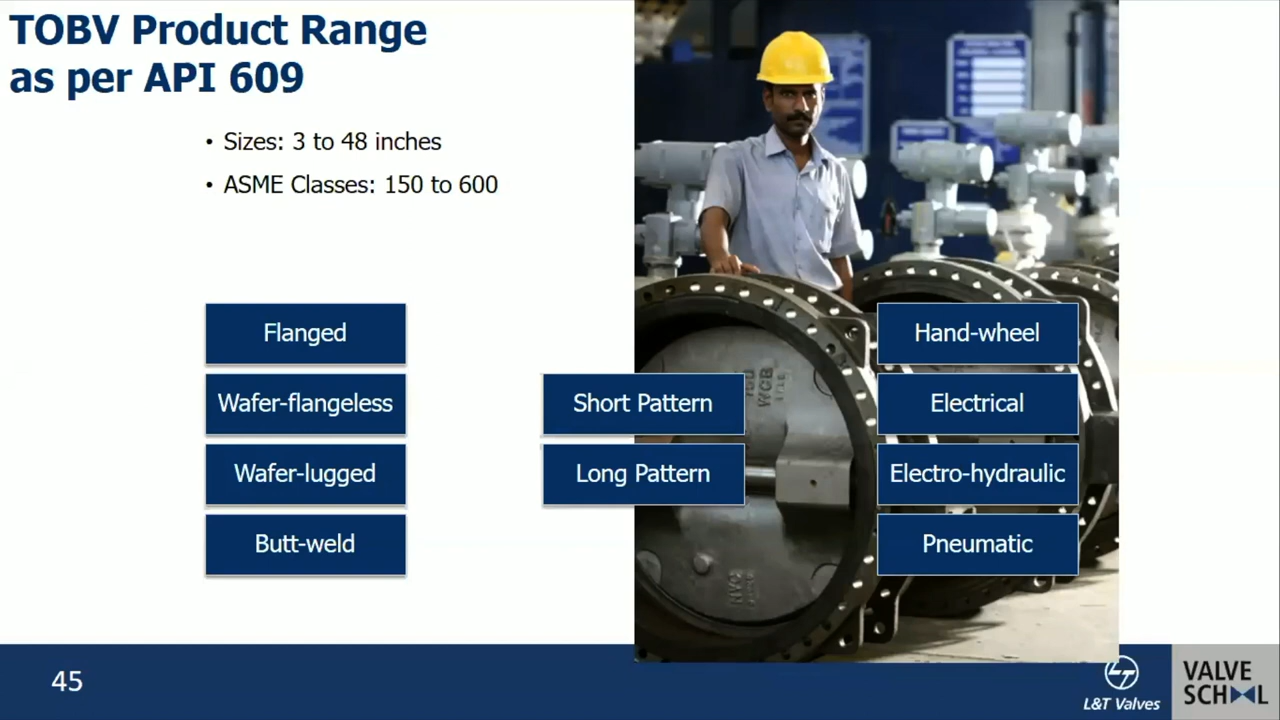 TOBV Product Range
as per API 609
• Sizes: 3 to 48 inches
• ASME Classes: 150 to 600
Flanged
Wafer-flangeless
Wafer-lugged
Butt-weld
Short Pattern
Long Pattern
Hand-wheel
Electrical
Electro-hydraulic
Pneumatic
WCB
45
L&T Valves
VALVE
SCHOOL